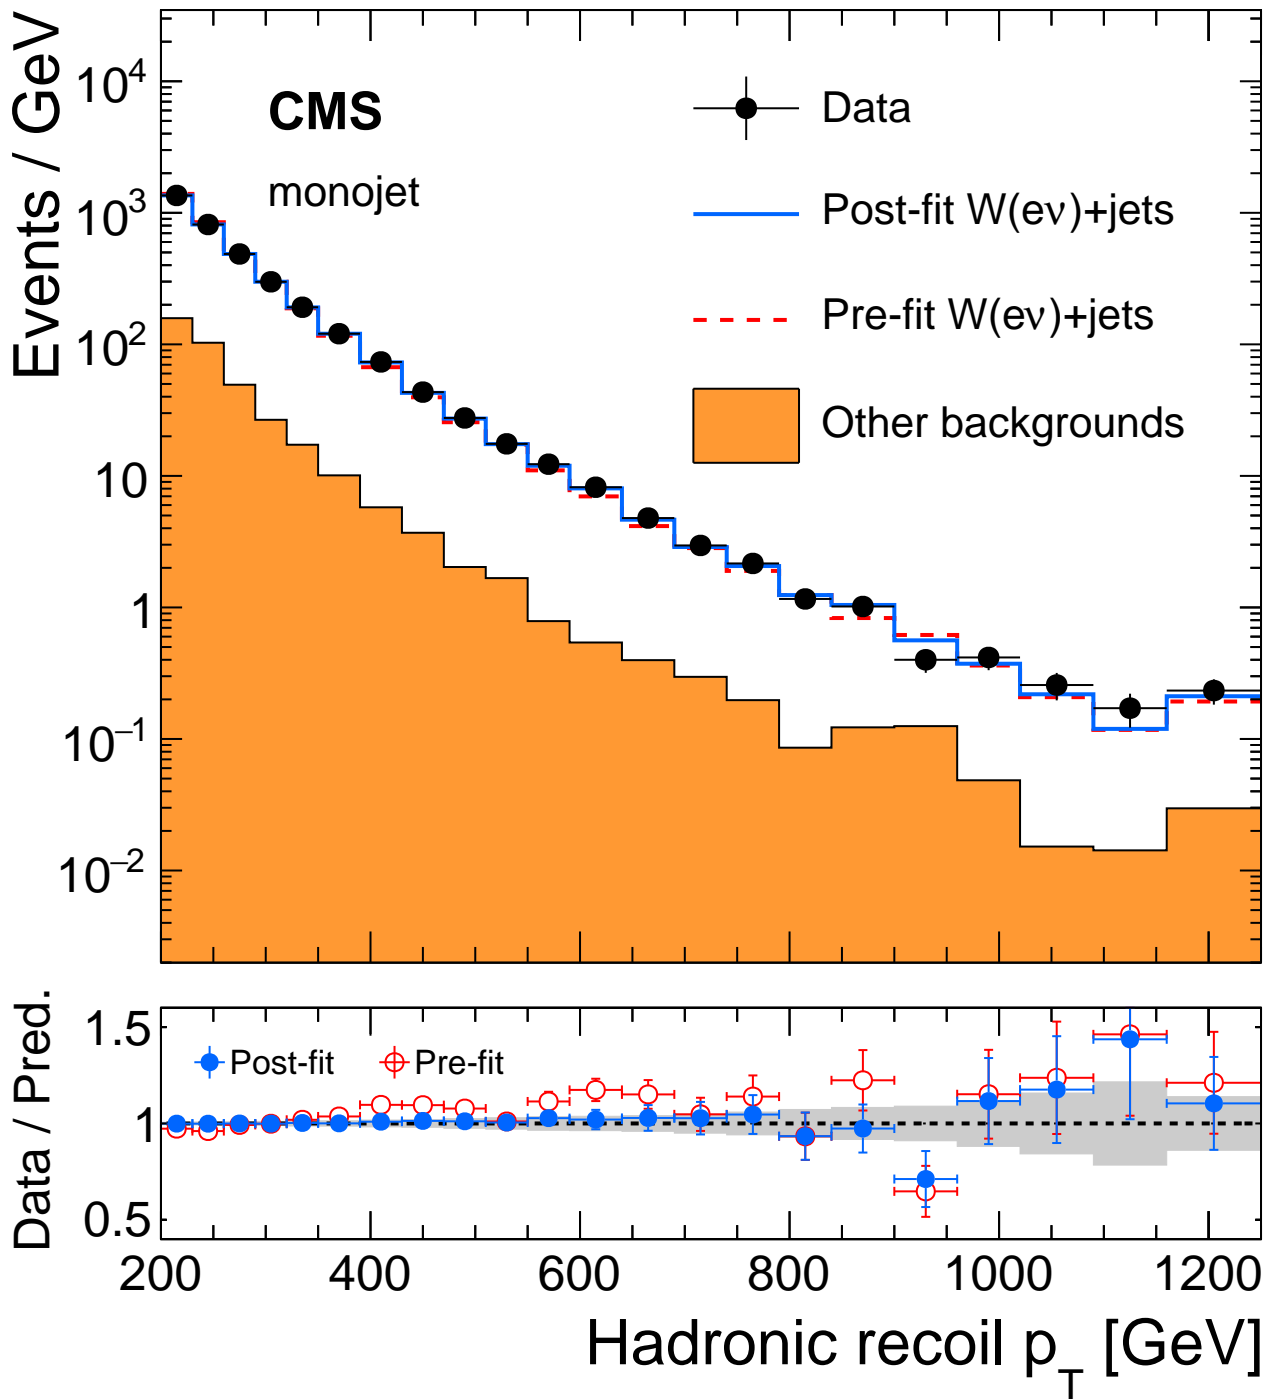 Events / GeV
10^4
10^3
10^2
10
1
10^−1
10^−2
CMS
monojet
Data
Post-fit W(eν)+jets
Pre-fit W(eν)+jets
Other backgrounds
Data / Pred.
1.5
1
0.5
Post-fit Pre-fit
200 400 600 800 1000 1200
Hadronic recoil p_T [GeV]